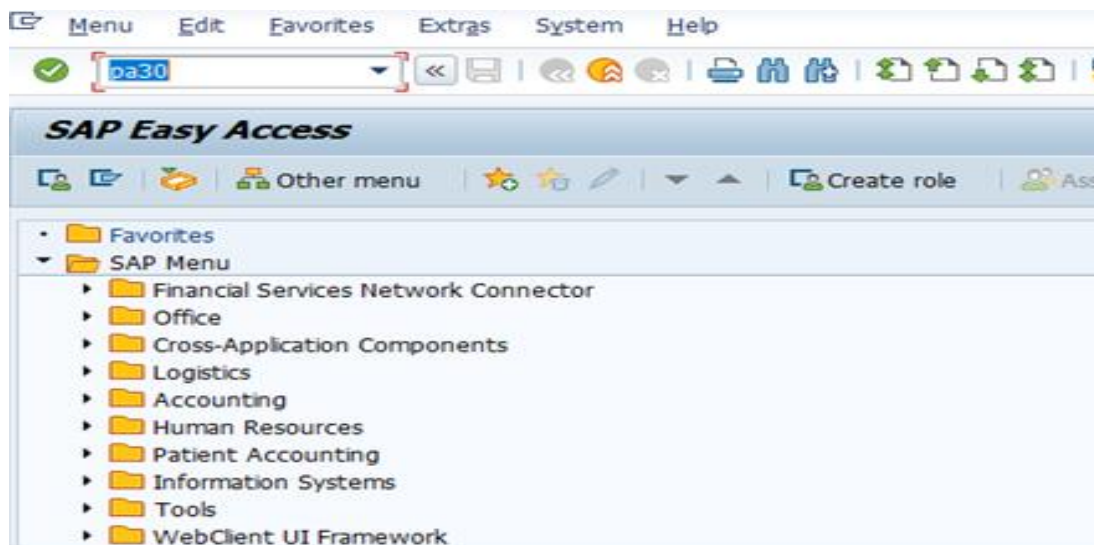 Menu Edit Favorites Extras System Help
pa30
SAP Easy Access
Other menu Create role
Favorites
SAP Menu
Financial Services Network Connector
Office
Cross-Application Components
Logistics
Accounting
Human Resources
Patient Accounting
Information Systems
Tools
WebClient UI Framework